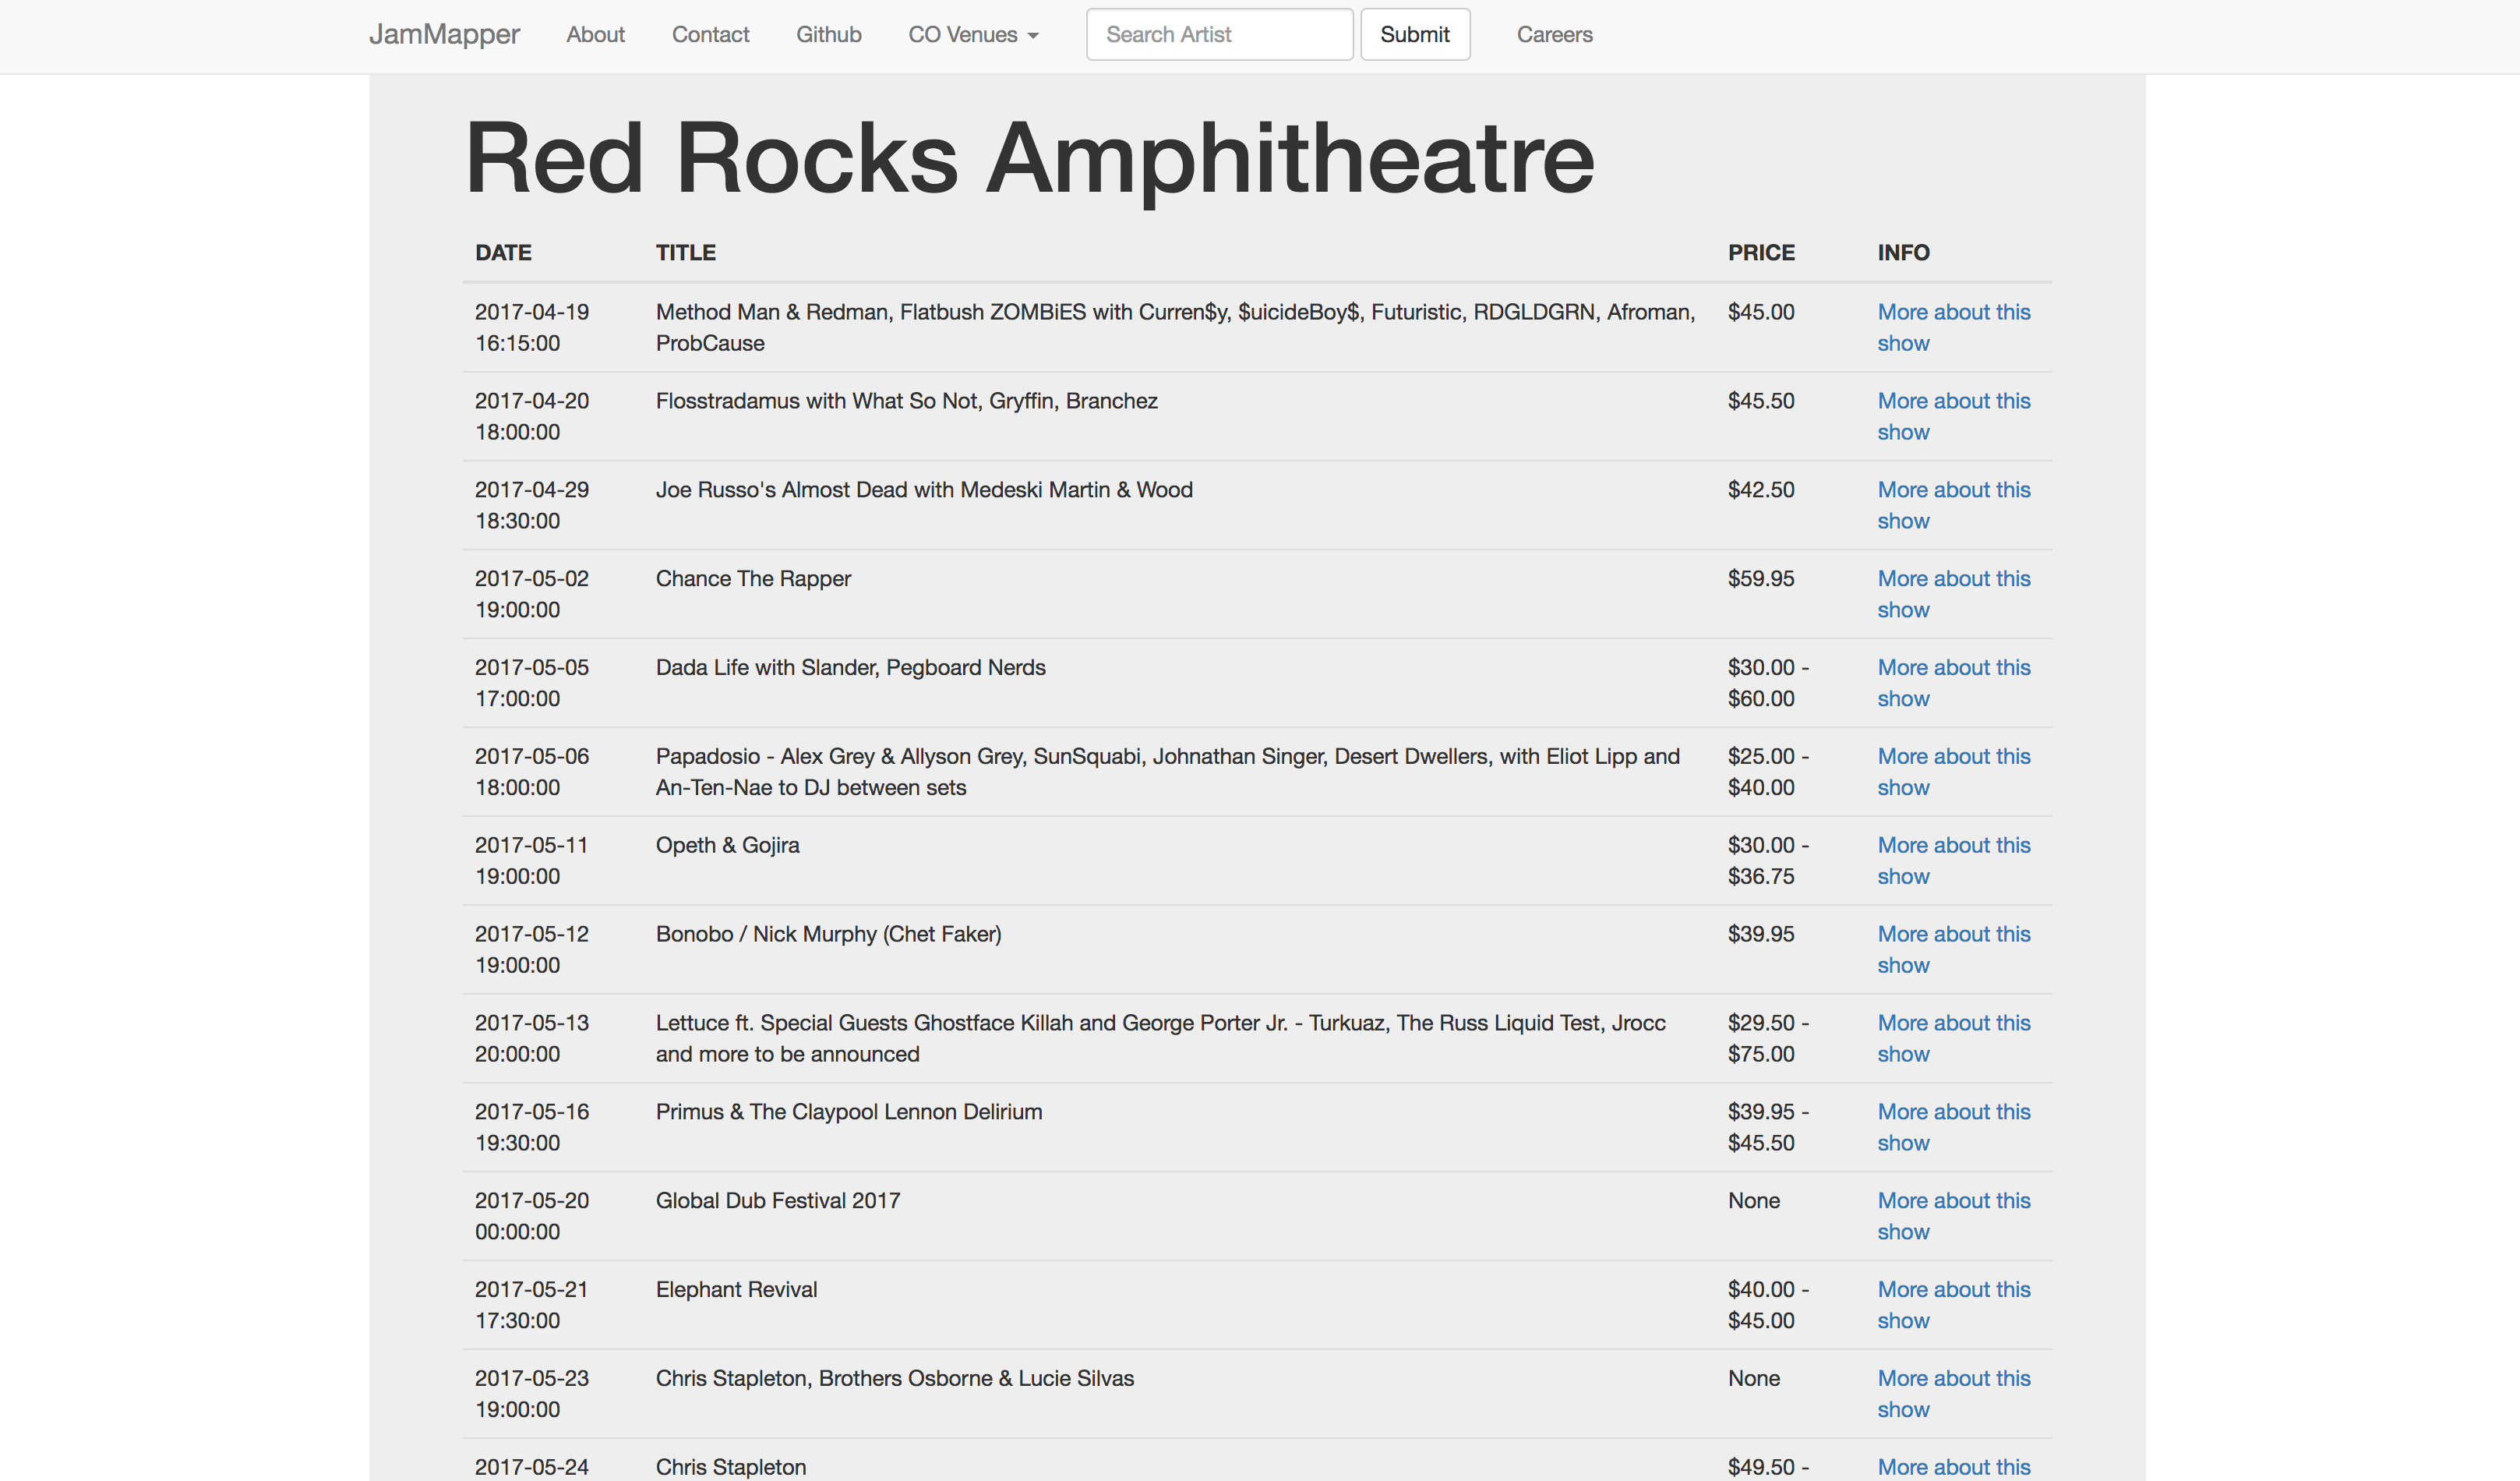 JamMapper About Contact Github CO Venues Search Artist Submit Careers
Red Rocks Amphitheatre
DATE TITLE PRICE INFO
2017-04-19 Method Man & Redman, Flatbush ZOMBiES with Curren$y, $uicideBoy$, Futuristic, RDGLDGRN, Afroman, $45.00 More about this
16:15:00 ProbCause show
2017-04-20 Flosstradamus with What So Not, Gryffin, Branchez $45.50 More about this
18:00:00 show
2017-04-29 Joe Russo's Almost Dead with Medeski Martin & Wood $42.50 More about this
18:30:00 show
2017-05-02 Chance The Rapper $59.95 More about this
19:00:00 show
2017-05-05 Dada Life with Slander, Pegboard Nerds $30.00 - More about this
17:00:00 $60.00 show
2017-05-06 Papadosio - Alex Grey & Allyson Grey, SunSquabi, Johnathan Singer, Desert Dwellers, with Eliot Lipp and $25.00 - More about this
18:00:00 An-Ten-Nae to DJ between sets $40.00 show
2017-05-11 Opeth & Gojira $30.00 - More about this
19:00:00 $36.75 show
2017-05-12 Bonobo / Nick Murphy (Chet Faker) $39.95 More about this
19:00:00 show
2017-05-13 Lettuce ft. Special Guests Ghostface Killah and George Porter Jr. - Turkuaz, The Russ Liquid Test, Jrocc $29.50 - More about this
20:00:00 and more to be announced $75.00 show
2017-05-16 Primus & The Claypool Lennon Delirium $39.95 - More about this
19:30:00 $45.50 show
2017-05-20 Global Dub Festival 2017 None More about this
00:00:00 show
2017-05-21 Elephant Revival $40.00 - More about this
17:30:00 $45.00 show
2017-05-23 Chris Stapleton, Brothers Osborne & Lucie Silvas None More about this
19:00:00 show
2017-05-24 Chris Stapleton $49.50 - More about this